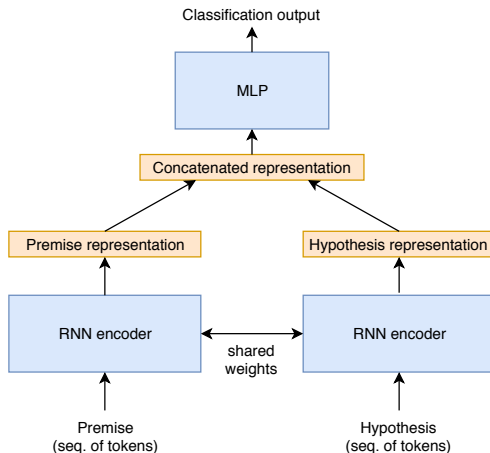 Classification output
MLP
Concatenated representation
Premise representation
Hypothesis representation
RNN encoder
RNN encoder
shared
weights
Premise
(seq. of tokens)
Hypothesis
(seq. of tokens)